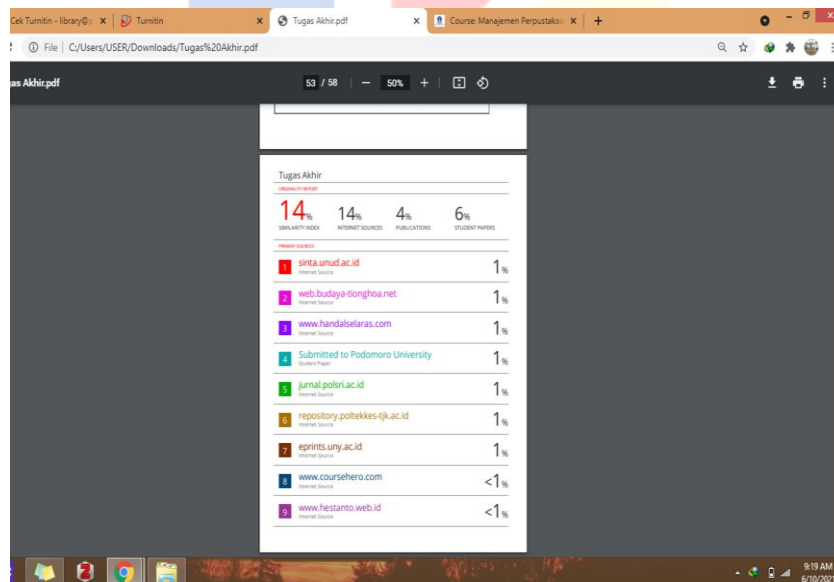 Cek Turnitin - library@p
Turnitin
Tugas Akhir.pdf
Course: Manajemen Perpustakaa
File | C:/Users/USER/Downloads/Tugas%20Akhir.pdf
as Akhir.pdf
53 / 58
50%
Tugas Akhir
ORIGINALITY REPORT
14% 14% 4% 6%
SIMILARITY INDEX INTERNET SOURCES PUBLICATIONS STUDENT PAPERS
PRIMARY SOURCES
1 sinta.unud.ac.id 1%
Internet Source
2 web.budaya-tionghoa.net 1%
Internet Source
3 www.handalselaras.com 1%
Internet Source
4 Submitted to Podomoro University 1%
Student Paper
5 jurnal.polsri.ac.id 1%
Internet Source
6 repository.poltekkes-tjk.ac.id 1%
Internet Source
7 eprints.uny.ac.id 1%
Internet Source
8 www.coursehero.com <1%
Internet Source
9 www.hestanto.web.id <1%
Internet Source
9:19 AM